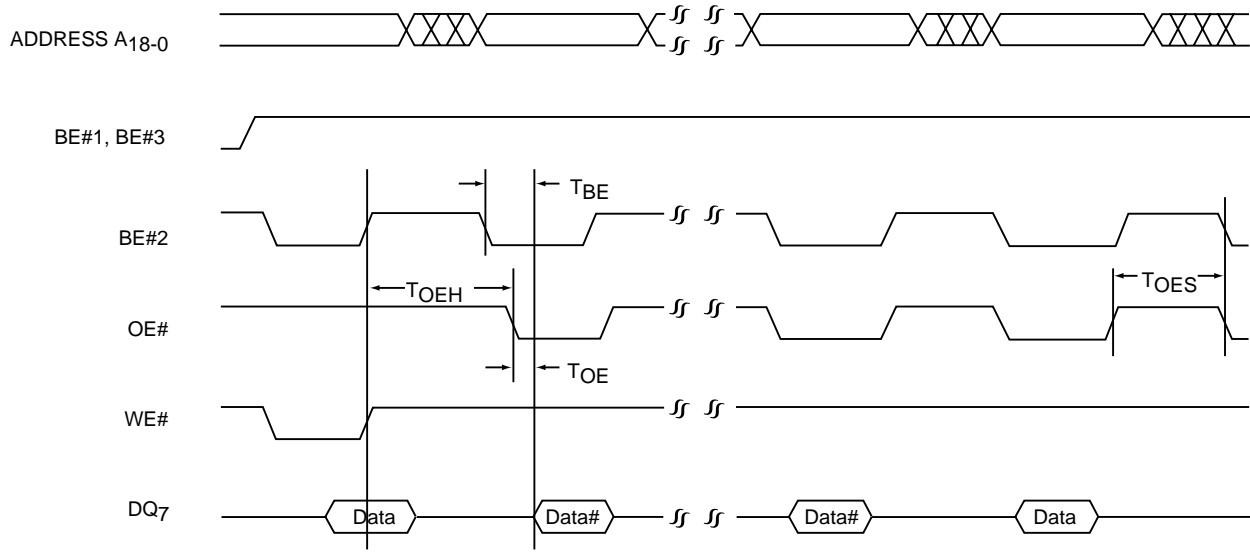 ADDRESS A18-0
BE#1, BE#3
TBE
BE#2
TOEH
TOES
OE#
TOE
WE#
DQ7
Data
Data#
Data#
Data